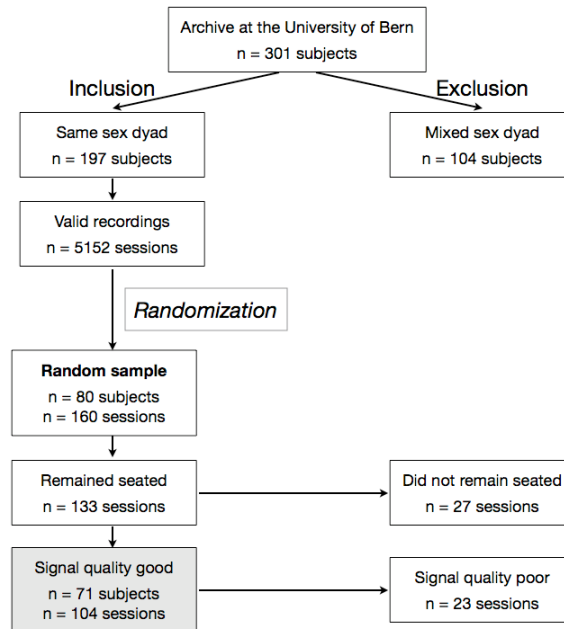 Archive at the University of Bern
n = 301 subjects
Inclusion
Exclusion
Same sex dyad
n = 197 subjects
Mixed sex dyad
n = 104 subjects
Valid recordings
n = 5152 sessions
Randomization
Random sample
n = 80 subjects
n = 160 sessions
Remained seated
n = 133 sessions
Did not remain seated
n = 27 sessions
Signal quality good
n = 71 subjects
n = 104 sessions
Signal quality poor
n = 23 sessions